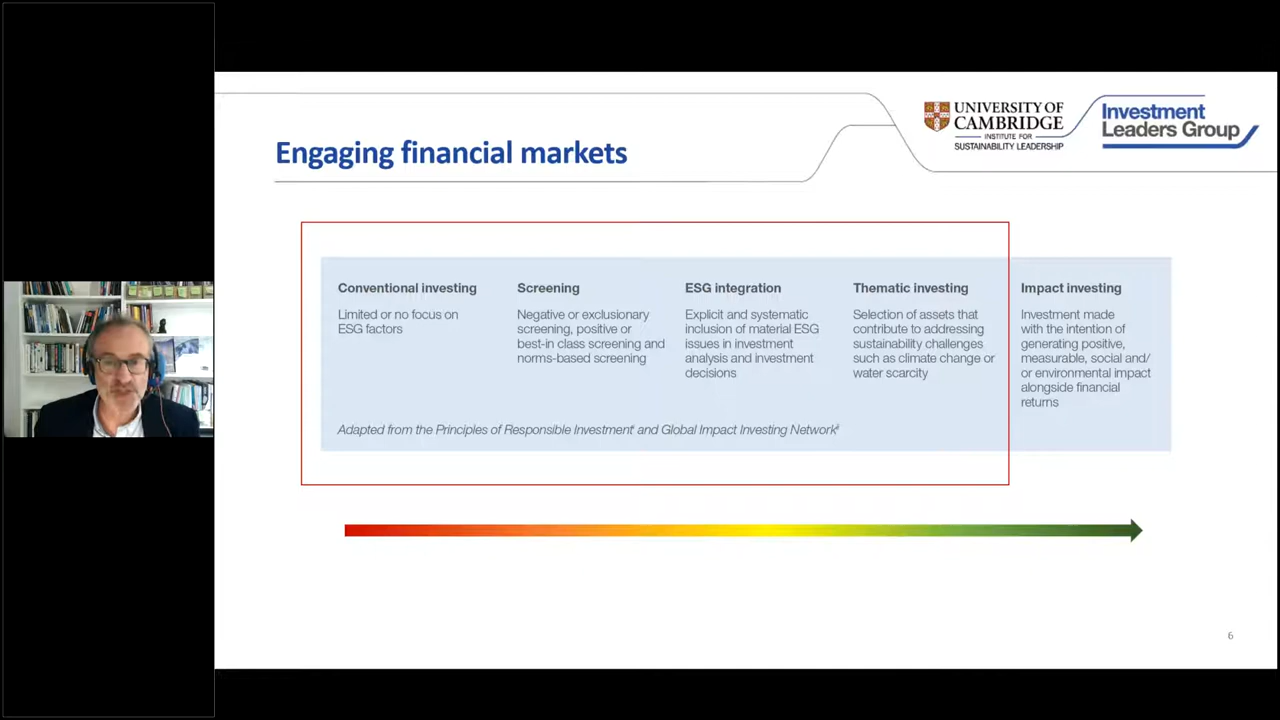 UNIVERSITY OF
CAMBRIDGE
INSTITUTE FOR
SUSTAINABILITY LEADERSHIP
Investment
Leaders Group
Engaging financial markets
Conventional investing
Limited or no focus on
ESG factors
Screening
Negative or exclusionary
screening, positive or
best-in class screening and
norms-based screening
ESG integration
Explicit and systematic
inclusion of material ESG
issues in investment
analysis and investment
decisions
Thematic investing
Selection of assets that
contribute to addressing
sustainability challenges
such as climate change or
water scarcity
Impact investing
Investment made
with the intention of
generating positive,
measurable, social and/
or environmental impact
alongside financial
returns
Adapted from the Principles of Responsible Investmentⁱ and Global Impact Investing Networkⁱⁱ
6